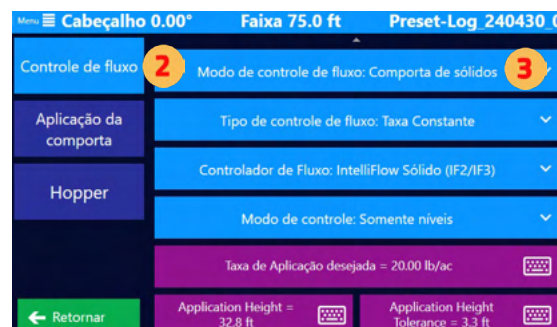 Menu Cabeçalho 0.00° Faixa 75.0 ft Preset-Log_240430_0
Controle de fluxo 2
Modo de controle de fluxo: Comporta de sólidos 3
Aplicação da
comporta
Tipo de controle de fluxo: Taxa Constante
Controlador de Fluxo: IntelliFlow Sólido (IF2/IF3)
Hopper
Modo de controle: Somente níveis
Taxa de Aplicação desejada = 20.00 lb/ac
Retornar
Application Height =
32.8 ft
Application Height
Tolerance = 3.3 ft